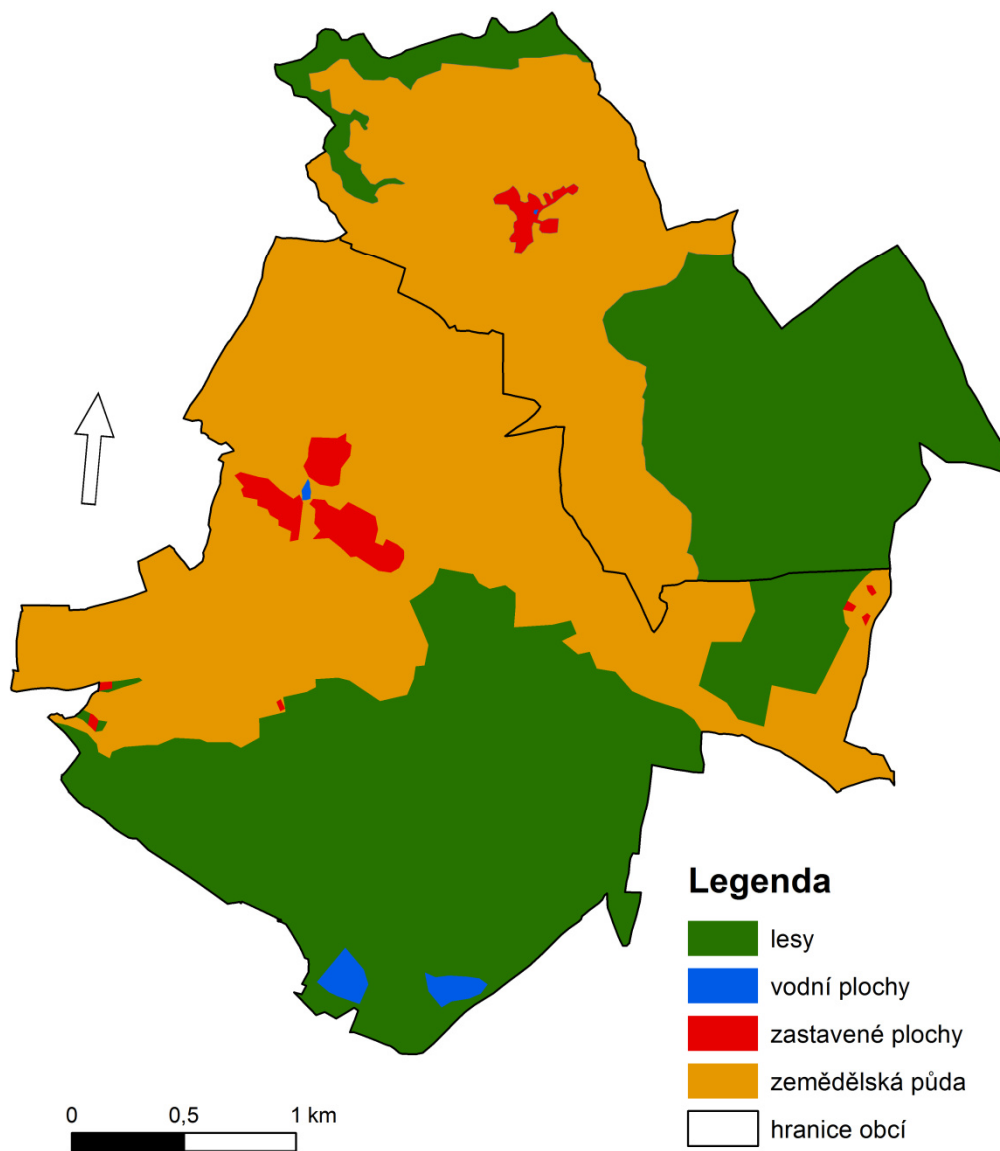 Legenda
lesy
vodní plochy
zastavené plochy
zemědělská půda
hranice obcí
0 0,5 1 km